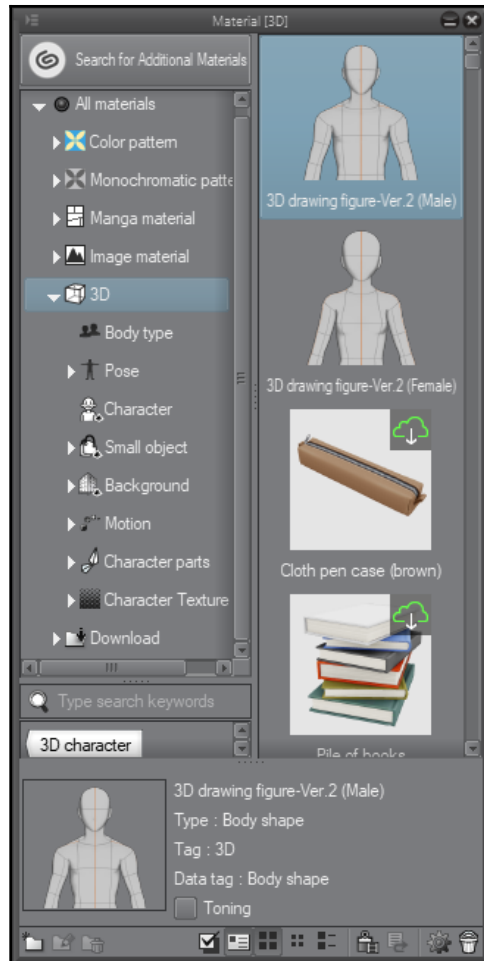 Material [3D]
Search for Additional Materials
All materials
Color pattern
Monochromatic patte
Manga material
Image material
3D
Body type
Pose
Character
Small object
Background
Motion
Character parts
Character Texture
Download
Type search keywords
3D character
3D drawing figure-Ver.2 (Male)
3D drawing figure-Ver.2 (Female)
Cloth pen case (brown)
Pile of books
3D drawing figure-Ver.2 (Male)
Type : Body shape
Tag : 3D
Data tag : Body shape
Toning